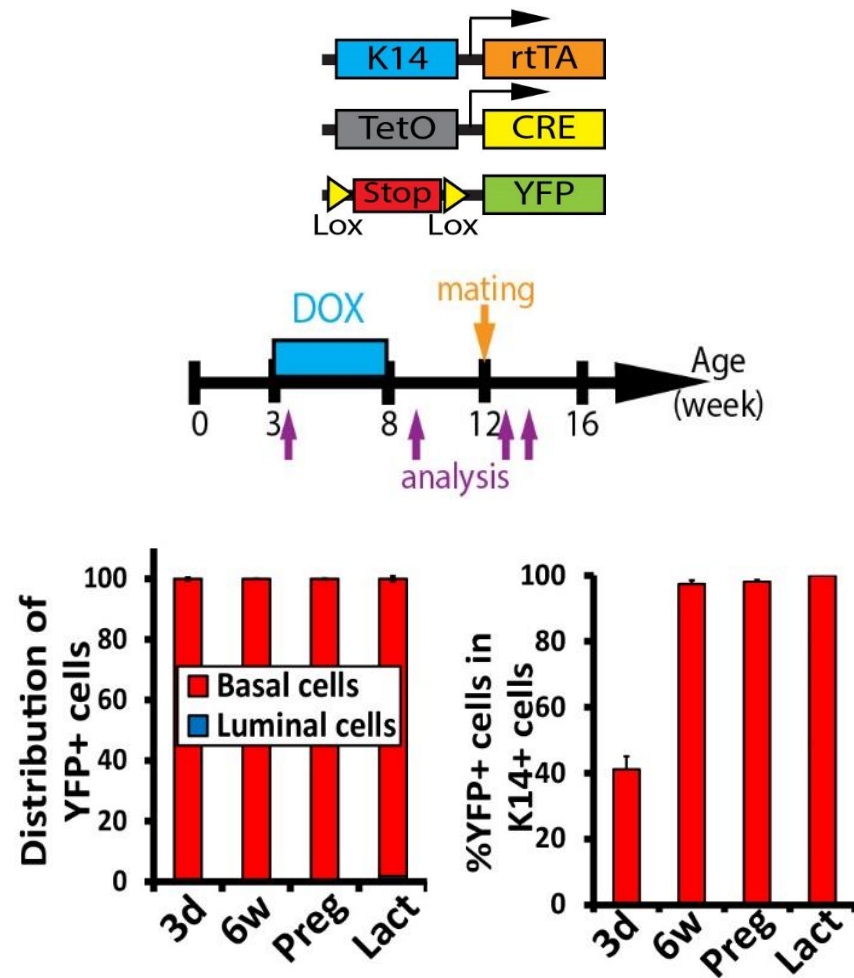 K14 rtTA
TetO CRE
Stop YFP
Lox Lox
mating
DOX
Age
(week)
0 3 8 12 16
analysis
Distribution of
YFP+ cells
100
80
60
40
20
0
Basal cells
Luminal cells
3d 6w Preg Lact
%YFP+ cells in
K14+ cells
100
80
60
40
20
0
3d 6w Preg Lact